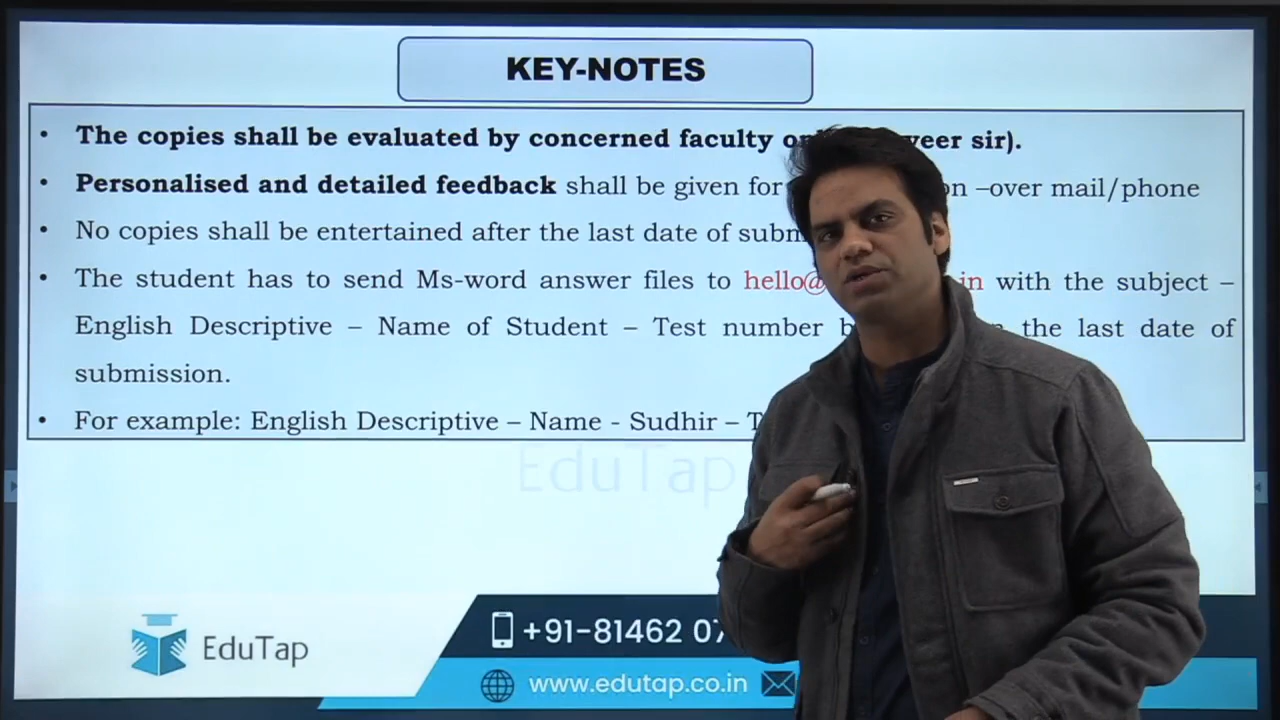 KEY-NOTES
• The copies shall be evaluated by concerned faculty sir).
• Personalised and detailed feedback shall be given for –over mail/phone
• No copies shall be entertained after the last date of
• The student has to send Ms-word answer files to hello@ in with the subject –
English Descriptive – Name of Student – Test number the last date of
submission.
• For example: English Descriptive – Name - Sudhir –
EduTap
EduTap
+91-81462 07
www.edutap.co.in